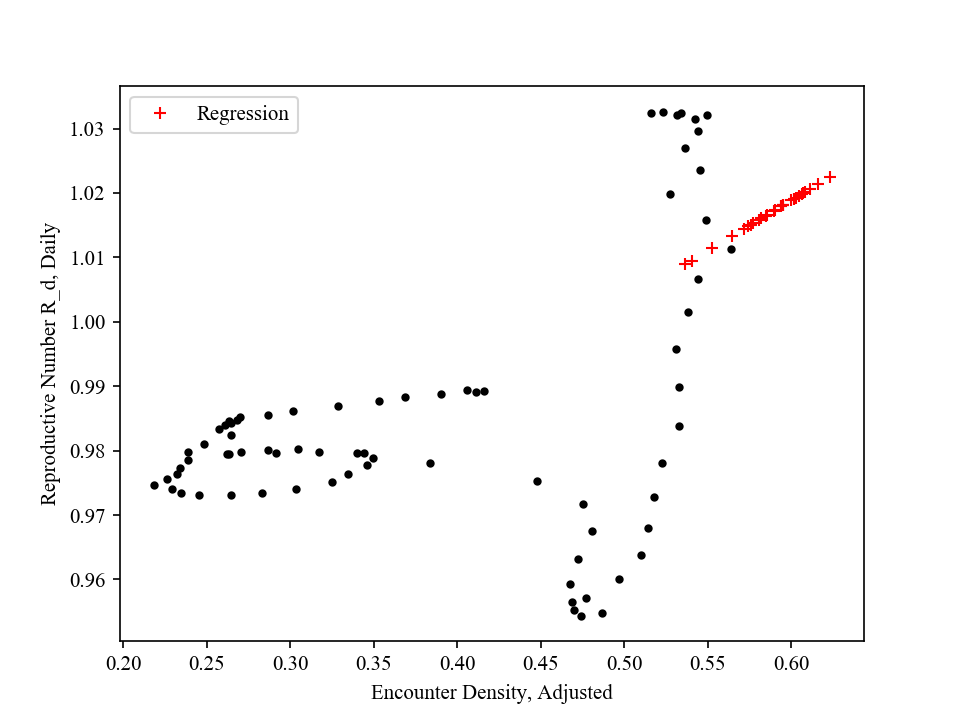 Regression
1.03
1.02
1.01
1.00
0.99
0.98
0.97
0.96
Reproductive Number R_d, Daily
0.20 0.25 0.30 0.35 0.40 0.45 0.50 0.55 0.60
Encounter Density, Adjusted